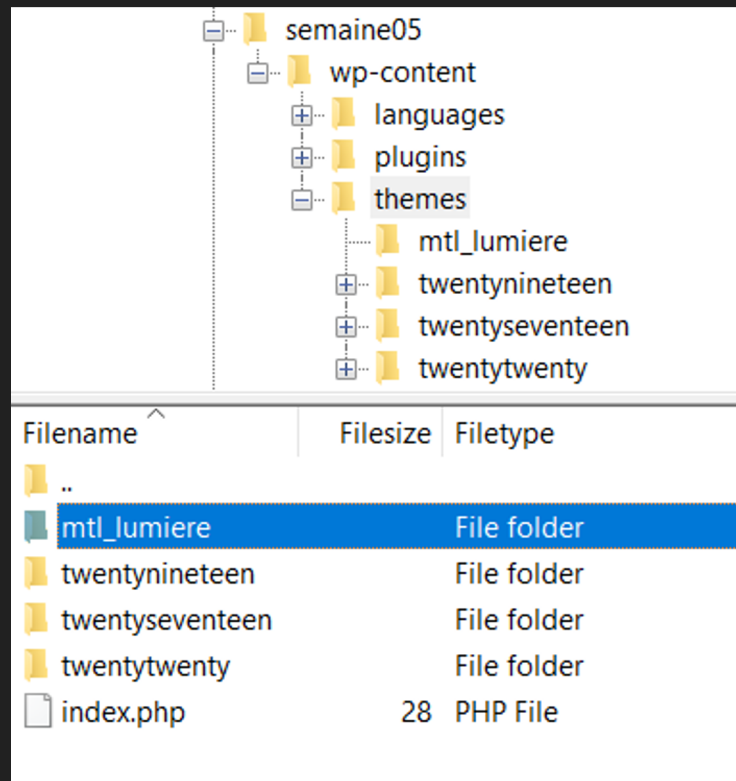 semaine05
wp-content
languages
plugins
themes
mtl_lumiere
twentynineteen
twentyseventeen
twentytwenty
Filename Filesize Filetype
..
mtl_lumiere File folder
twentynineteen File folder
twentyseventeen File folder
twentytwenty File folder
index.php 28 PHP File